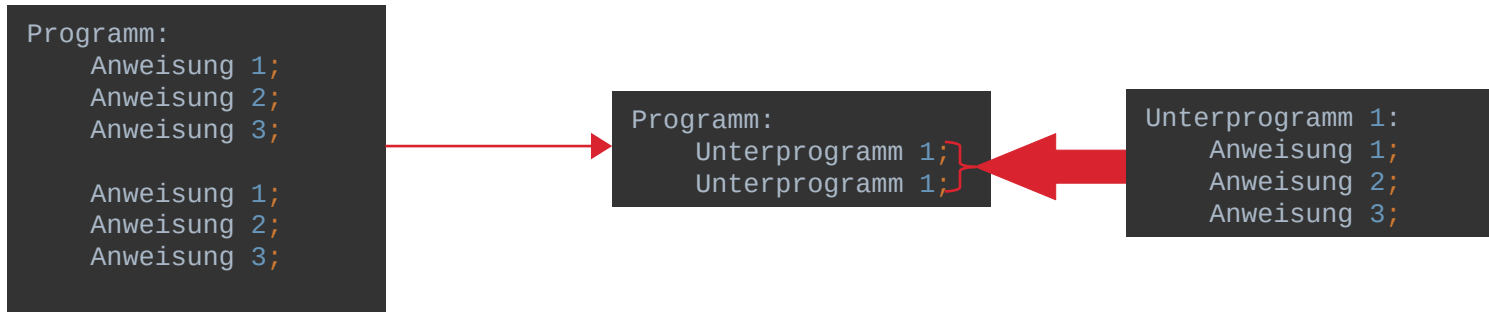 Programm:
Anweisung 1;
Anweisung 2;
Anweisung 3;
Anweisung 1;
Anweisung 2;
Anweisung 3;
Programm:
Unterprogramm 1;
Unterprogramm 1;
Unterprogramm 1:
Anweisung 1;
Anweisung 2;
Anweisung 3;